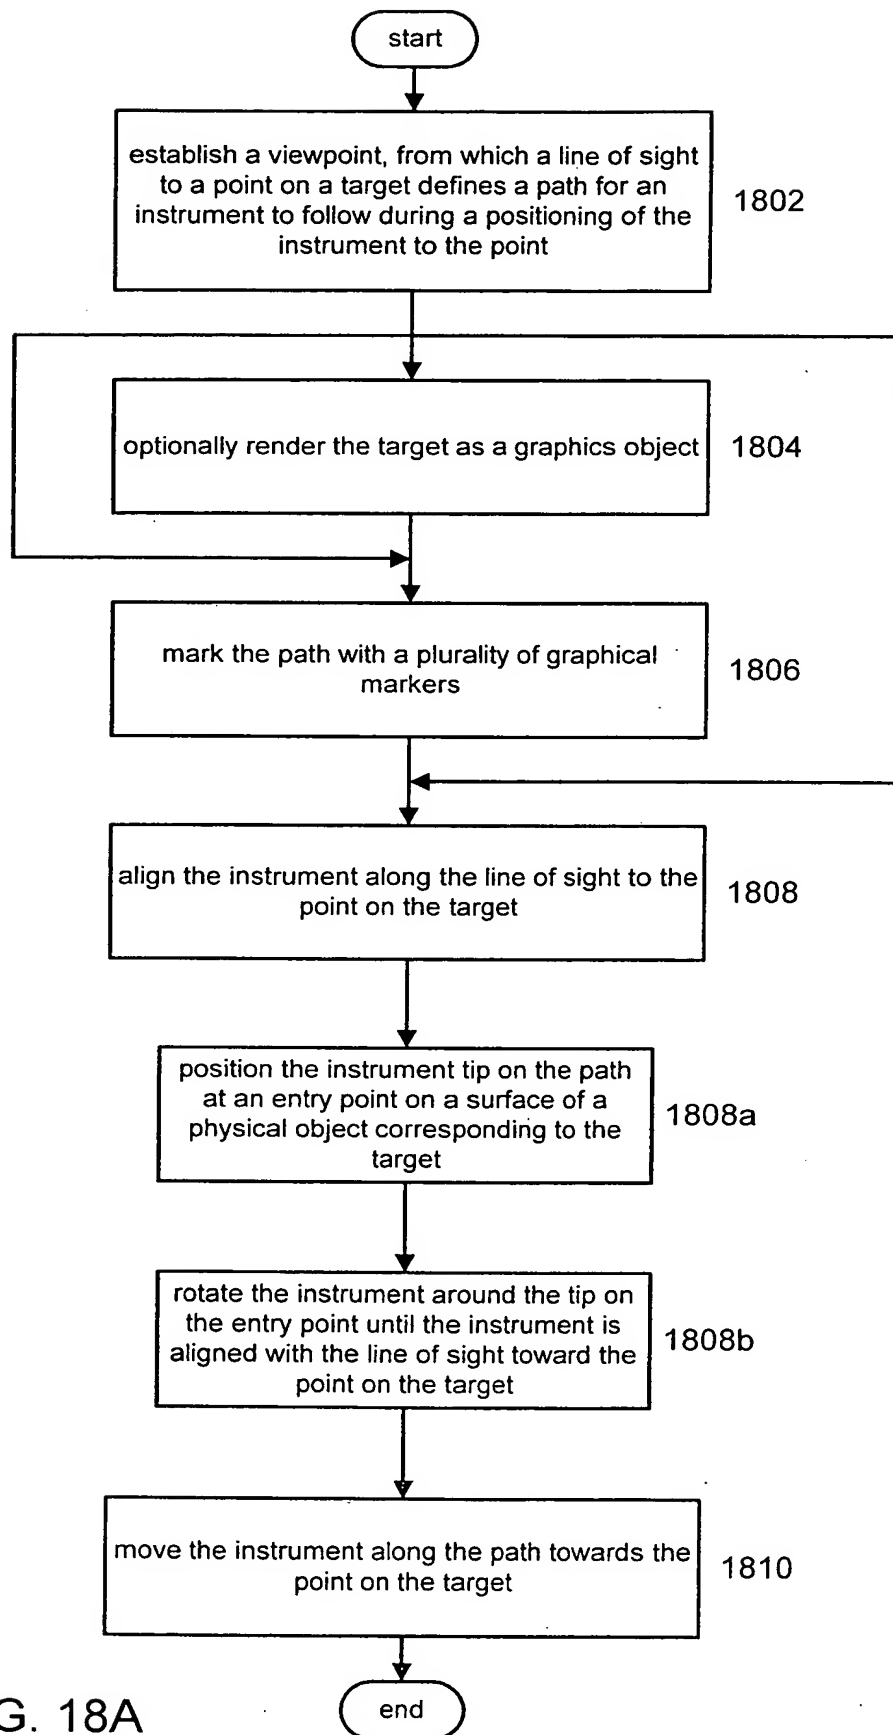 start
establish a viewpoint, from which a line of sight
to a point on a target defines a path for an
instrument to follow during a positioning of the
instrument to the point
1802
optionally render the target as a graphics object
1804
mark the path with a plurality of graphical
markers
1806
align the instrument along the line of sight to the
point on the target
1808
position the instrument tip on the path
at an entry point on a surface of a
physical object corresponding to the
target
1808a
rotate the instrument around the tip on
the entry point until the instrument is
aligned with the line of sight toward the
point on the target
1808b
move the instrument along the path towards the
point on the target
1810
end
G. 18A